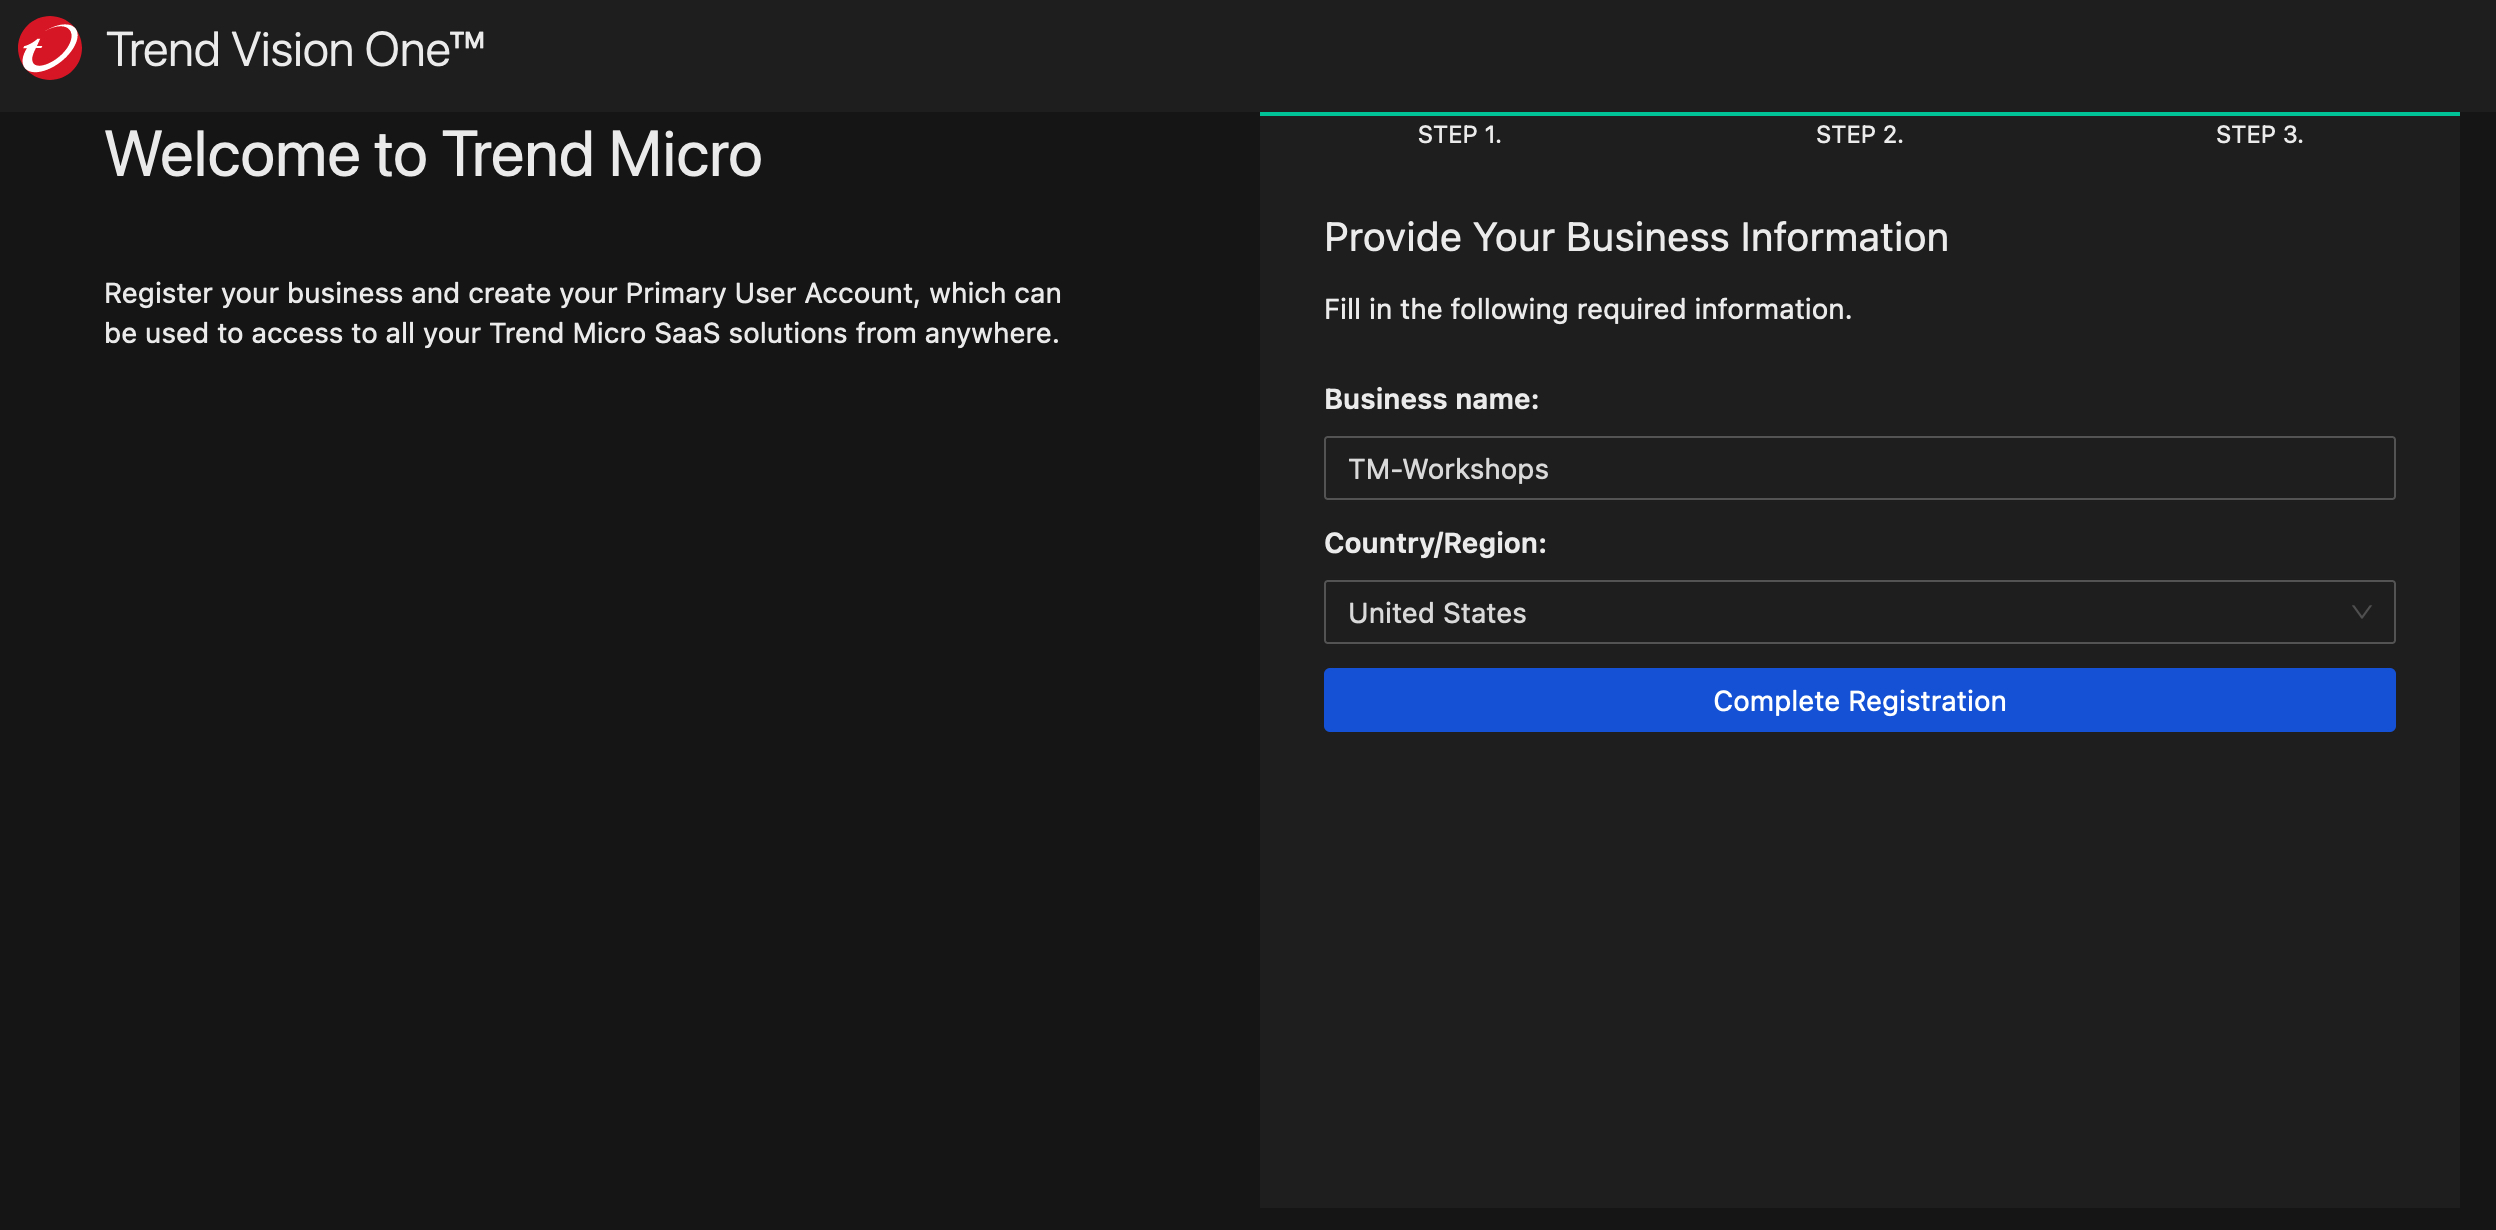 Trend Vision One™
Welcome to Trend Micro
Register your business and create your Primary User Account, which can
be used to access to all your Trend Micro SaaS solutions from anywhere.
STEP 1.
STEP 2.
STEP 3.
Provide Your Business Information
Fill in the following required information.
Business name:
TM-Workshops
Country/Region:
United States
Complete Registration